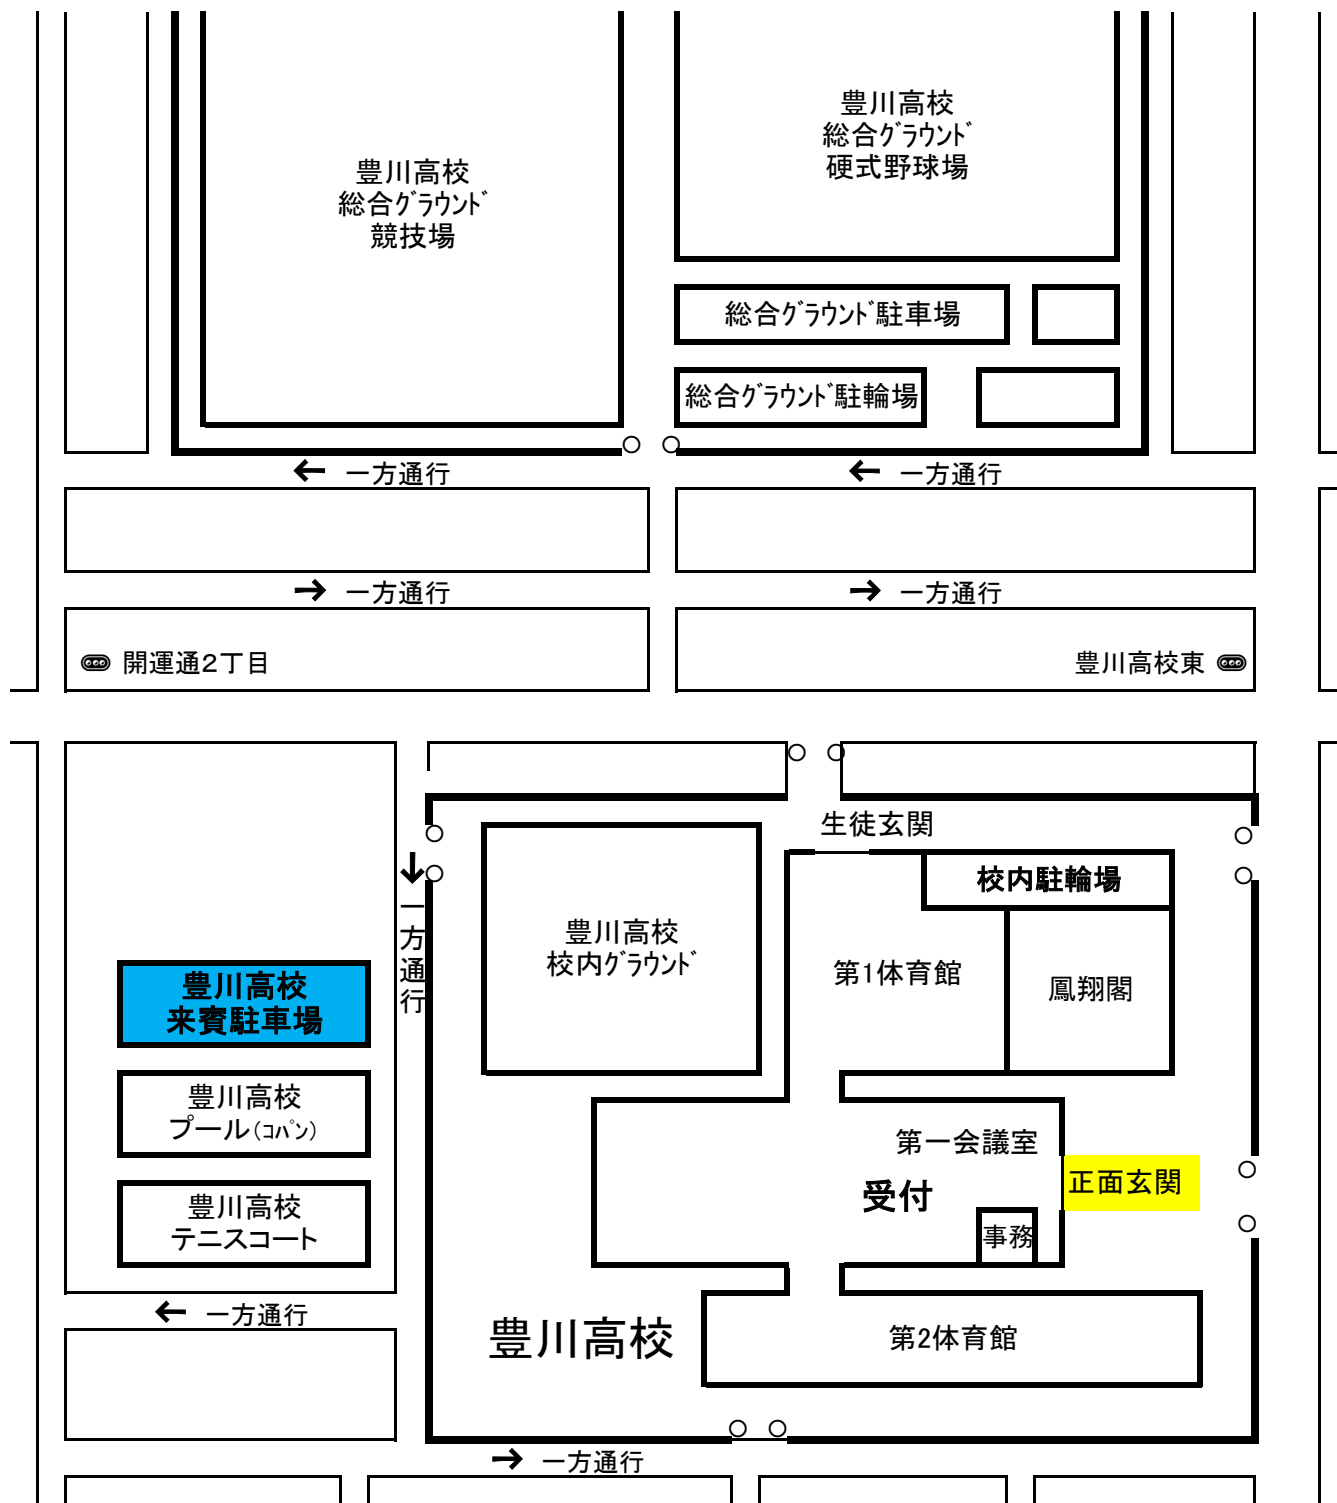 豊川高校
総合ｸﾞﾗｳﾝﾄﾞ
硬式野球場
豊川高校
総合ｸﾞﾗｳﾝﾄﾞ
競技場
総合ｸﾞﾗｳﾝﾄﾞ駐車場
総合ｸﾞﾗｳﾝﾄﾞ駐輪場
← 一方通行
← 一方通行
→ 一方通行
→ 一方通行
開運通2丁目
豊川高校東
生徒玄関
校内駐輪場
↓一方通行
豊川高校
校内ｸﾞﾗｳﾝﾄﾞ
第1体育館
鳳翔閣
豊川高校
来賓駐車場
豊川高校
プール(ｺﾊﾟﾝ)
第一会議室
受付
正面玄関
豊川高校
テニスコート
事務
← 一方通行
豊川高校
第2体育館
→ 一方通行